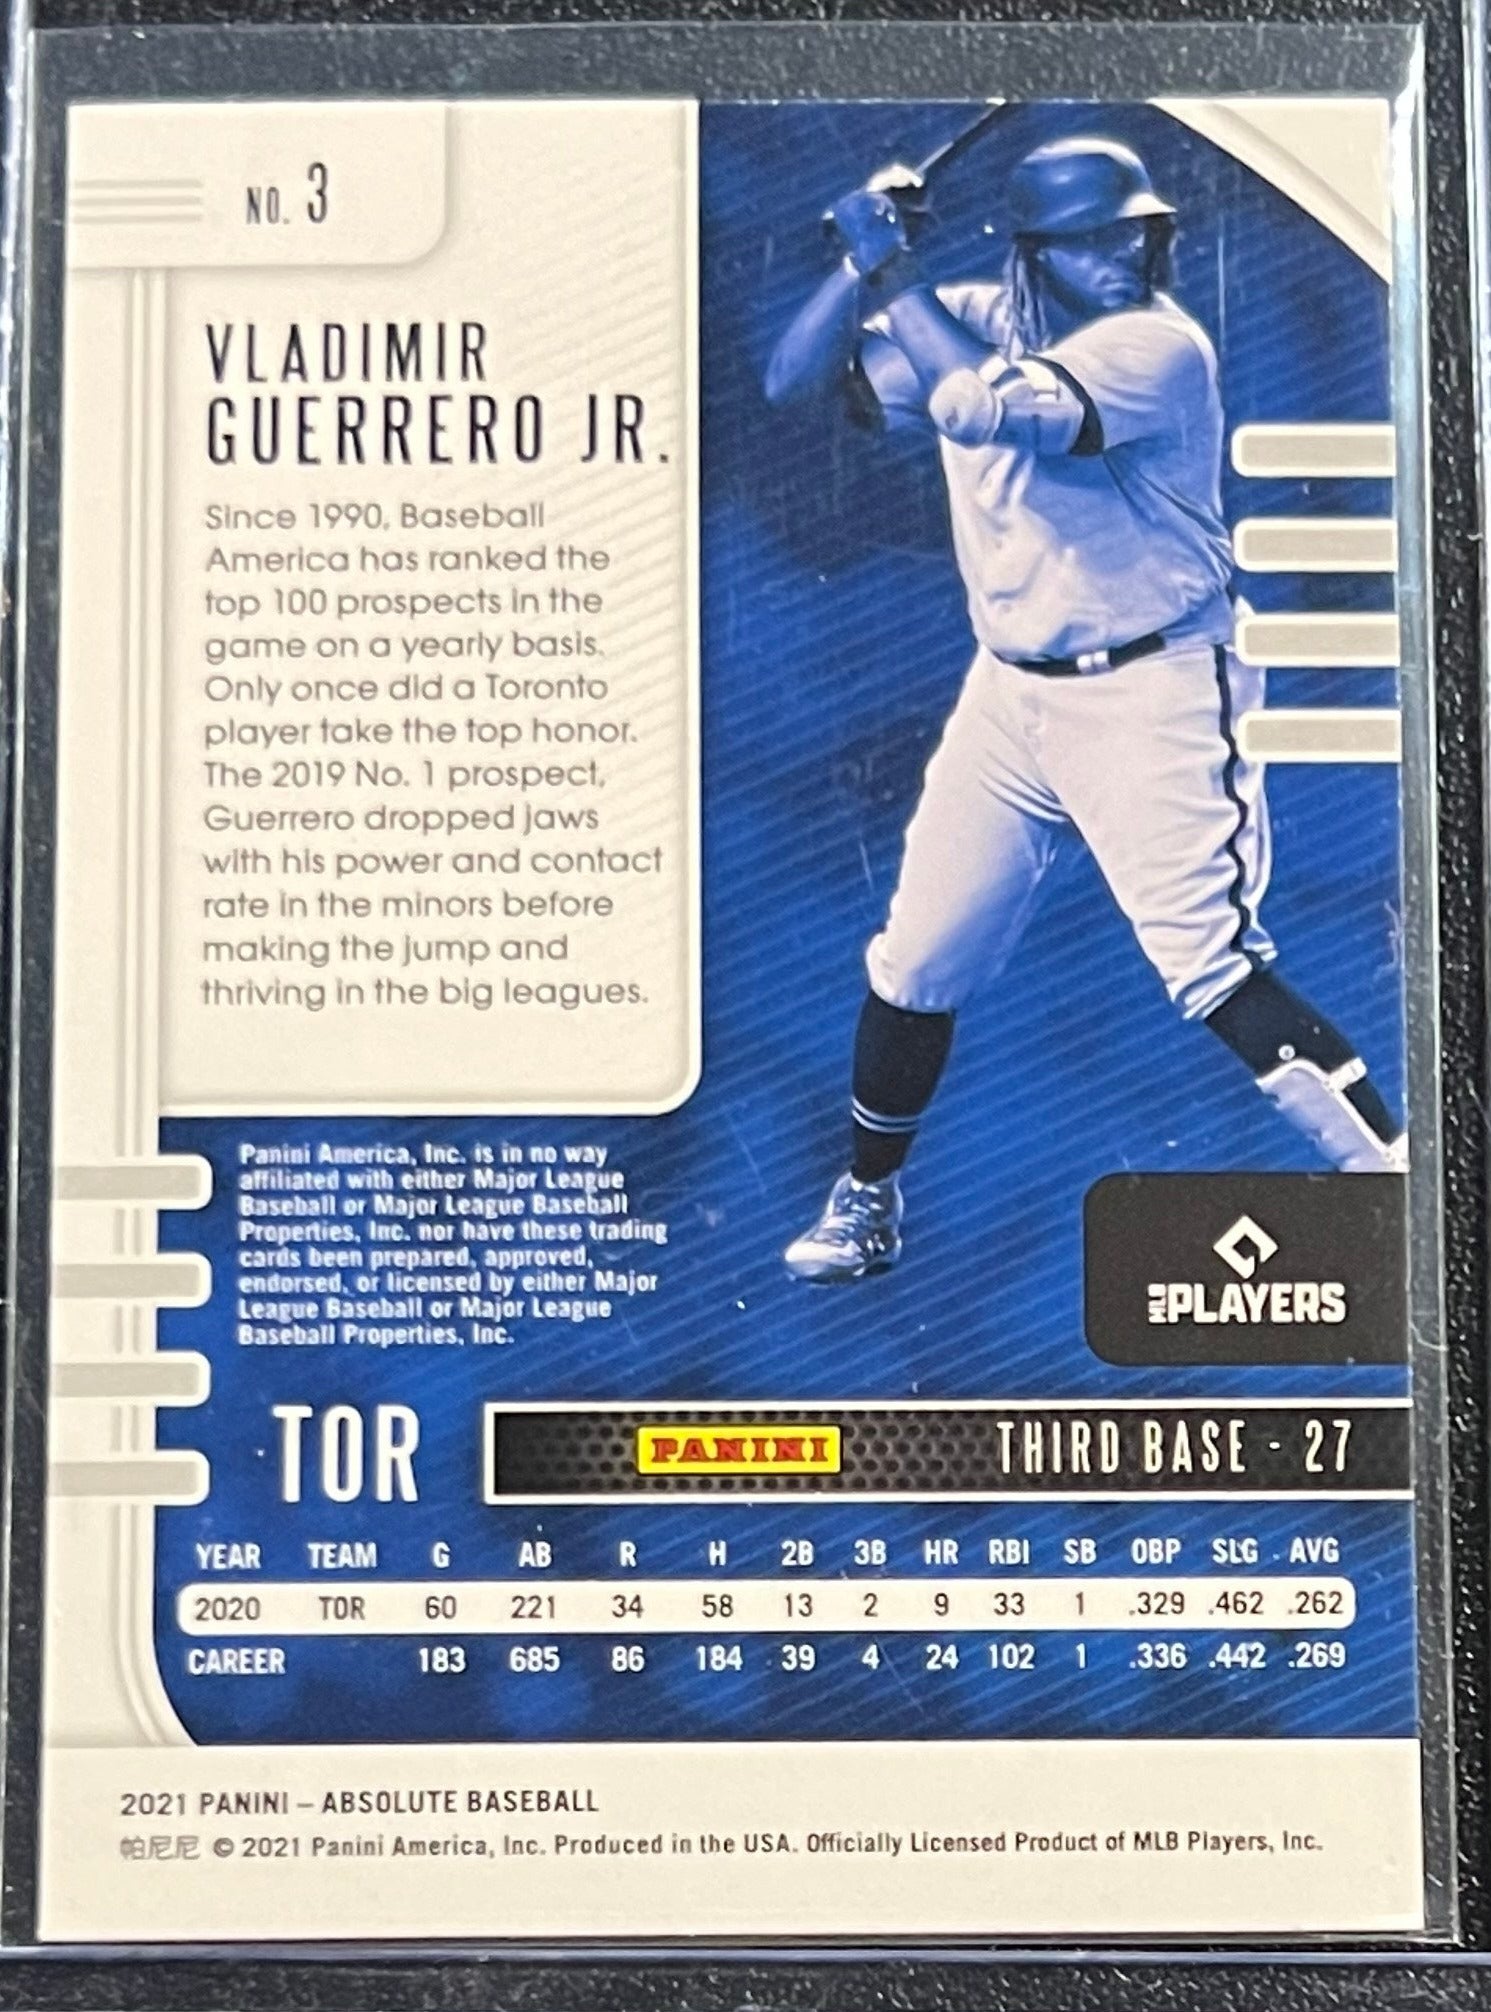 NO. 3
VLADIMIR
GUERRERO JR.
Since 1990, Baseball
America has ranked the
top 100 prospects in the
game on a yearly basis.
Only once did a Toronto
player take the top honor.
The 2019 No. 1 prospect,
Guerrero dropped jaws
with his power and contact
rate in the minors before
making the jump and
thriving in the big leagues.
Panini America, Inc. is in no way
affiliated with either Major League
Baseball or Major League Baseball
Properties, Inc. nor have these trading
cards been prepared, approved,
endorsed, or licensed by either Major
League Baseball or Major League
Baseball Properties, Inc.
MLB PLAYERS
TOR PANINI THIRD BASE - 27
YEAR TEAM G AB R H 2B 3B HR RBI SB OBP SLG AVG
2020 TOR 60 221 34 58 13 2 9 33 1 .329 .462 .262
CAREER 183 685 86 184 39 4 24 102 1 .336 .442 .269
2021 PANINI – ABSOLUTE BASEBALL
帕尼尼 © 2021 Panini America, Inc. Produced in the USA. Officially Licensed Product of MLB Players, Inc.